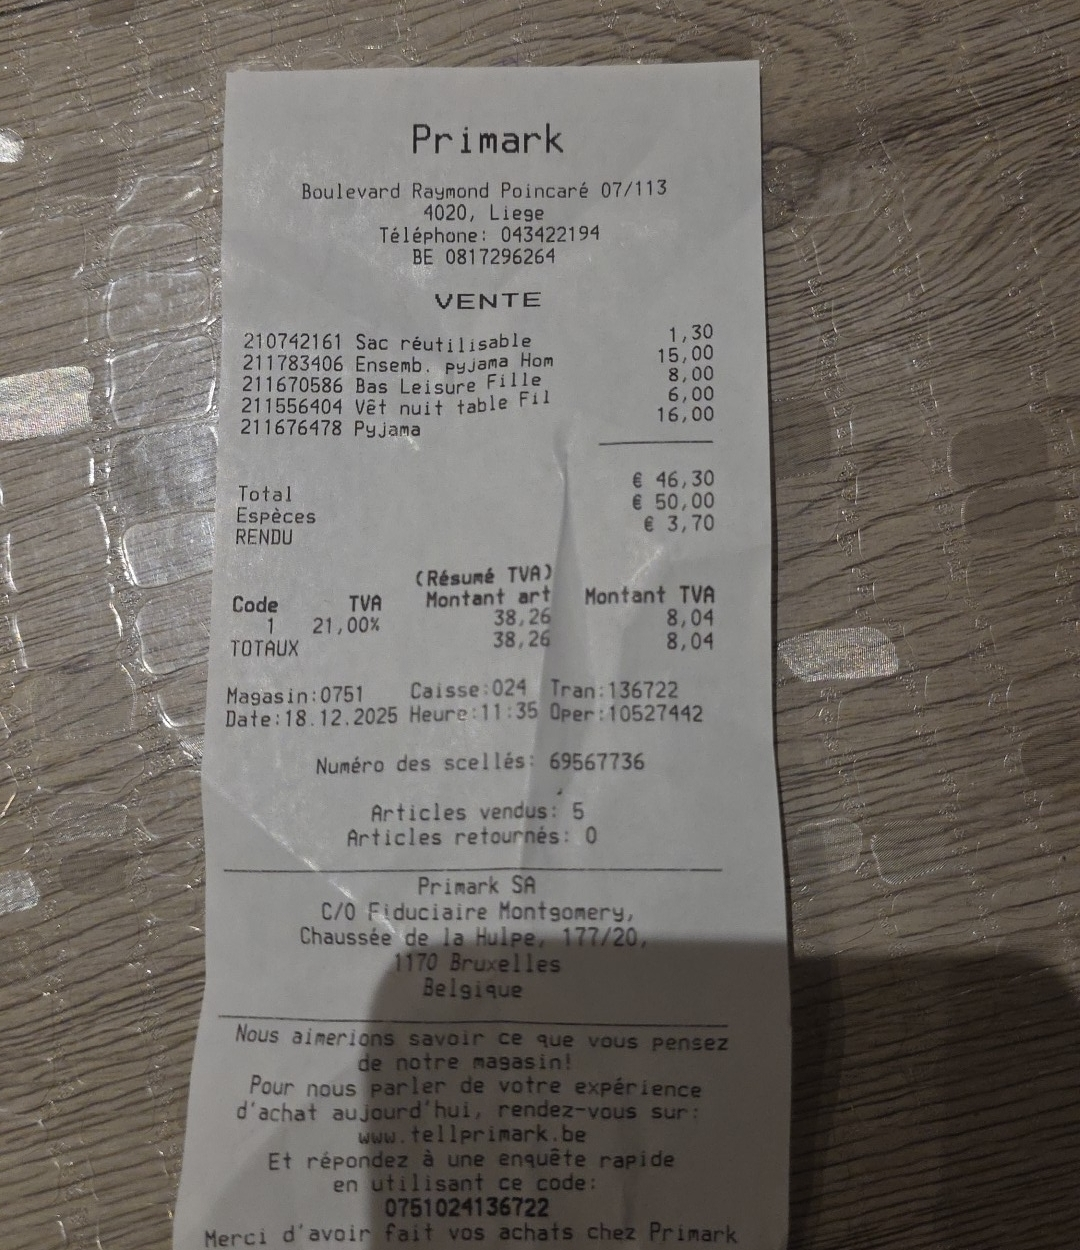 Primark
Boulevard Raymond Poincaré 07/113
4020, Liege
Téléphone: 043422194
BE 0817296264
VENTE
210742161 Sac réutilisable 1,30
211783406 Ensemb. pyjama Hom 15,00
211670586 Bas Leisure Fille 8,00
211556404 Vêt nuit table Fil 6,00
211676478 Pyjama 16,00
Total € 46,30
Espèces € 50,00
RENDU € 3,70
(Résumé TVA)
Code TVA Montant art Montant TVA
1 21,00% 38,26 8,04
TOTAUX 38,26 8,04
Magasin:0751 Caisse:024 Tran:136722
Date:18.12.2025 Heure:11:35 Oper:10527442
Numéro des scellés: 69567736
Articles vendus: 5
Articles retournés: 0
Primark SA
C/O Fiduciaire Montgomery,
Chaussée de la Hulpe, 177/20,
1170 Bruxelles
Belgique
Nous aimerions savoir ce que vous pensez
de notre magasin!
Pour nous parler de votre expérience
d'achat aujourd'hui, rendez-vous sur:
www.tellprimark.be
Et répondez à une enquête rapide
en utilisant ce code:
0751024136722
Merci d'avoir fait vos achats chez Primark